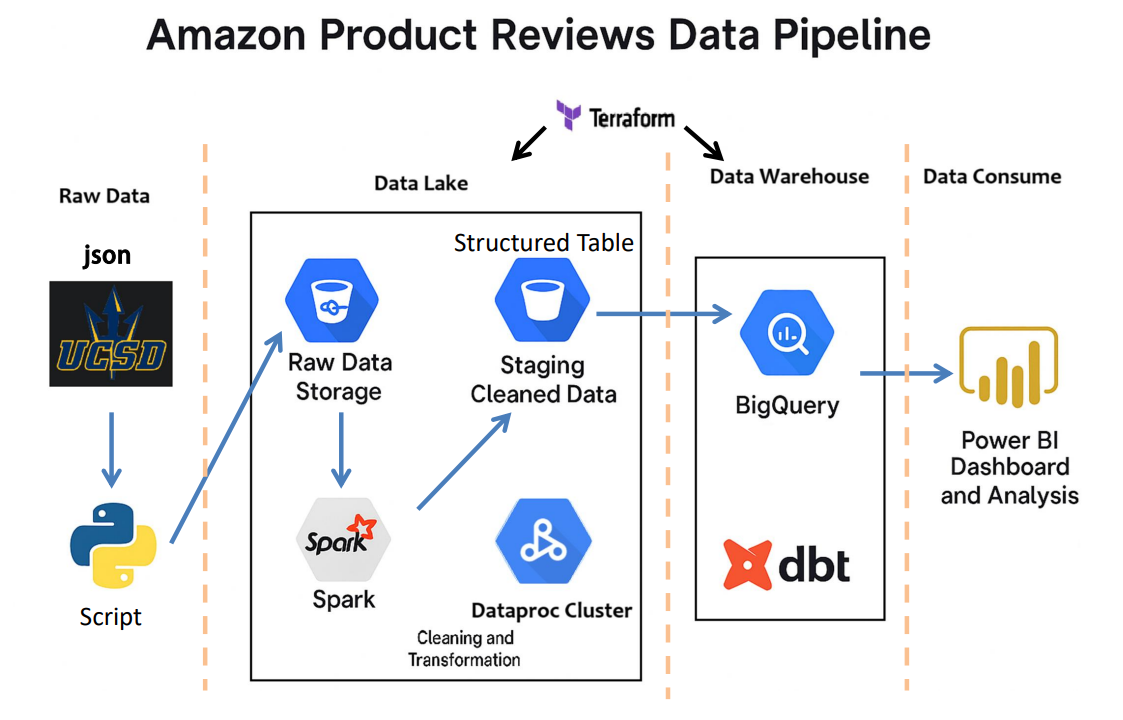 Amazon Product Reviews Data Pipeline
Terraform
Raw Data
json
UCSD
Script
Data Lake
Structured Table
Raw Data
Storage
Staging
Cleaned Data
Spark
Spark
Dataproc Cluster
Cleaning and
Transformation
Data Warehouse
BigQuery
dbt
Data Consume
Power BI
Dashboard
and Analysis